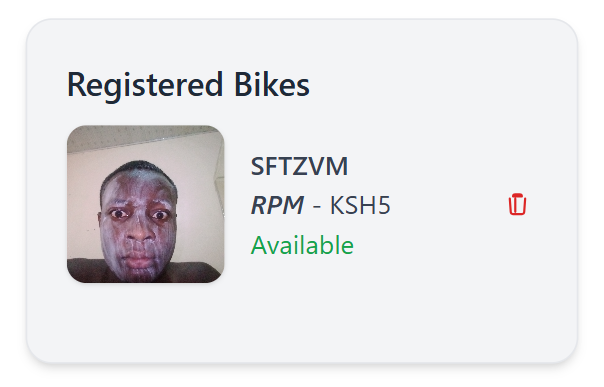 Registered Bikes
SFTZVM
RPM - KSH5
Available